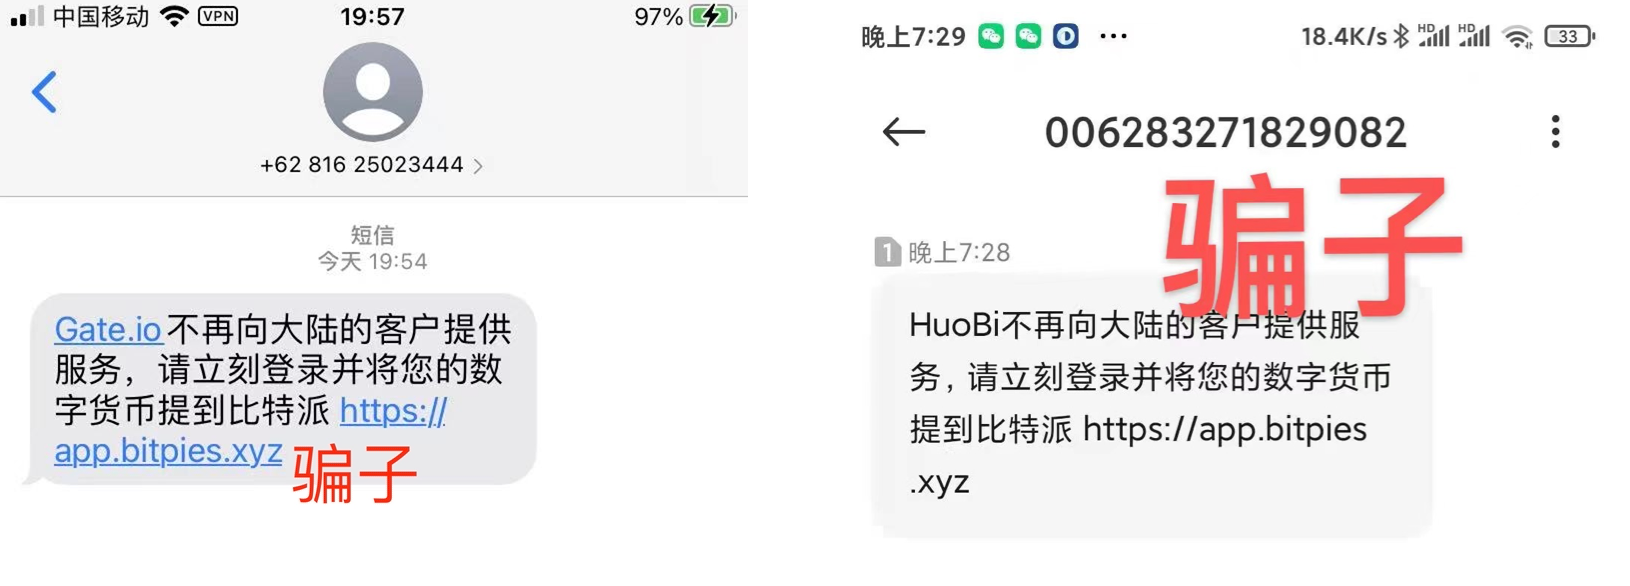 中国移动 VPN 19:57 97%
+62 816 25023444
短信
今天 19:54
Gate.io不再向大陆的客户提供
服务，请立刻登录并将您的数
字货币提到比特派 https://
app.bitpies.xyz
骗子
晚上7:29 ··· 18.4K/s HD HD 33
006283271829082
骗子
1 晚上7:28
HuoBi不再向大陆的客户提供服
务，请立刻登录并将您的数字货币
提到比特派 https://app.bitpies
.xyz